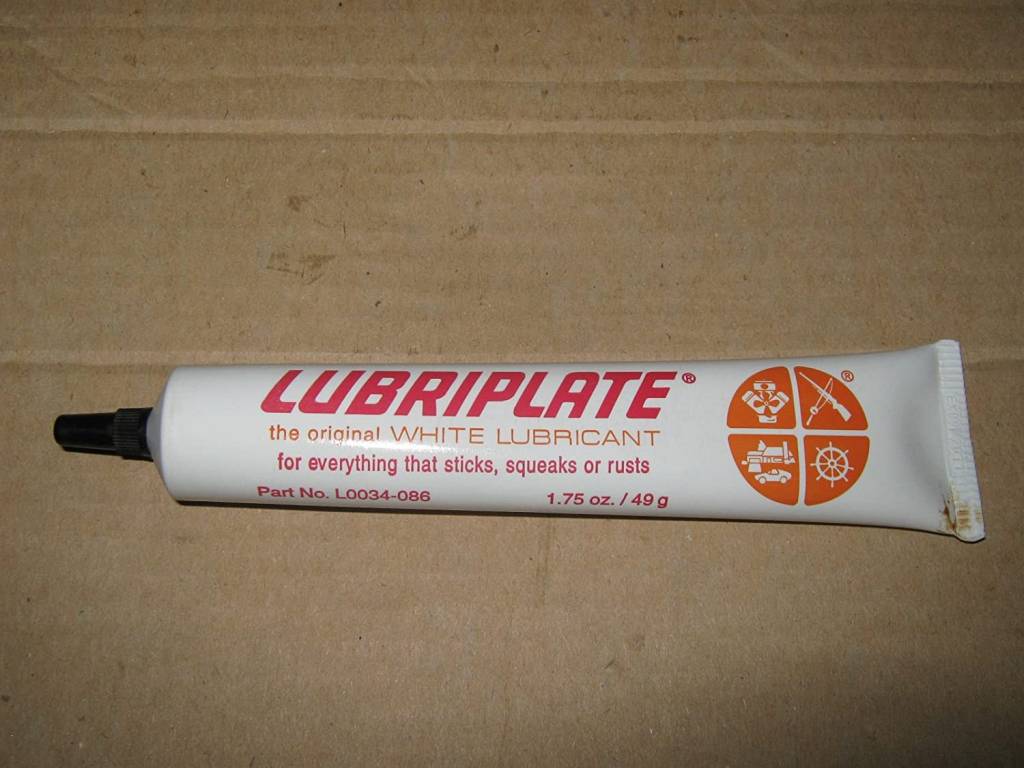 LUBRIPLATE®
the original WHITE LUBRICANT
for everything that sticks, squeaks or rusts
Part No. L0034-086 1.75 oz. / 49 g
®